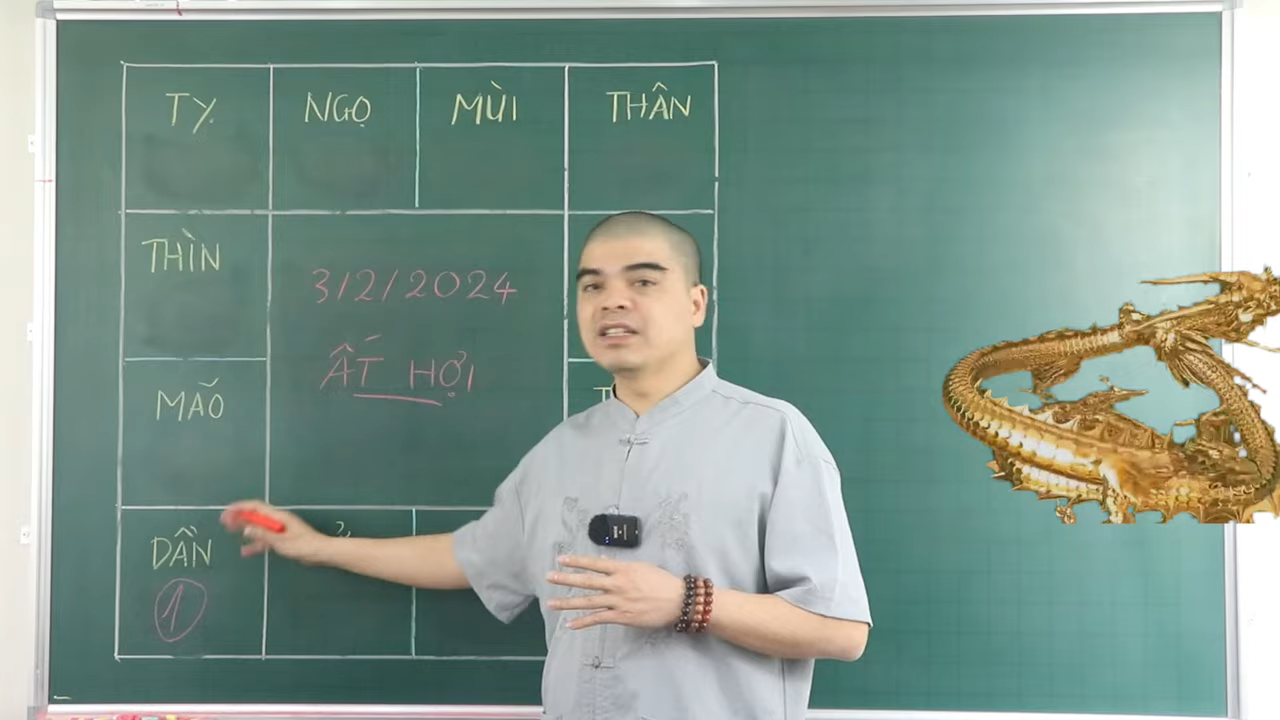 TỴ NGỌ MÙI THÂN
THÌN
3/2/2024
ẤT HỢI
MÃO
DẦN
1